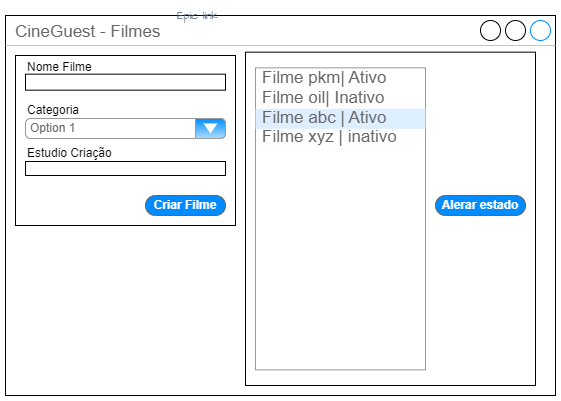 Epic link
CineGuest - Filmes
Nome Filme
Categoria
Option 1
Estudio Criação
Criar Filme
Filme pkm| Ativo
Filme oil| Inativo
Filme abc | Ativo
Filme xyz | inativo
Alerar estado